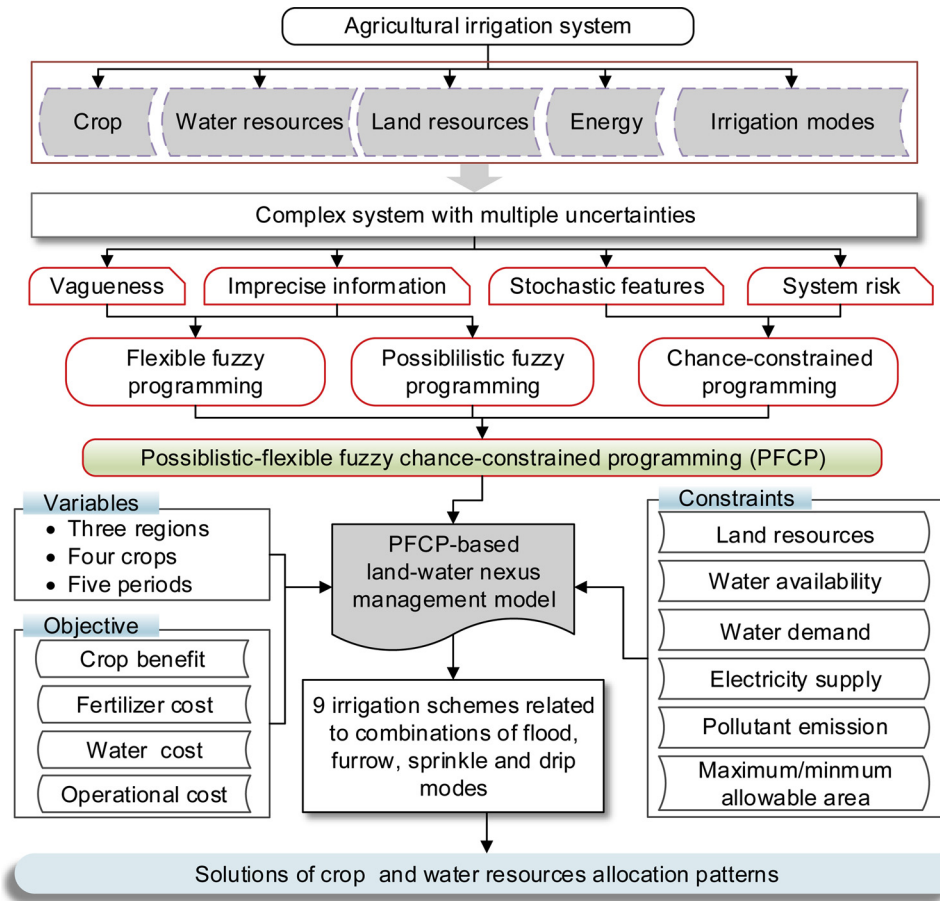 Agricultural irrigation system
Crop
Water resources
Land resources
Energy
Irrigation modes
Complex system with multiple uncertainties
Vagueness
Imprecise information
Stochastic features
System risk
Flexible fuzzy
programming
Possiblilistic fuzzy
programming
Chance-constrained
programming
Possiblistic-flexible fuzzy chance-constrained programming (PFCP)
Variables
• Three regions
• Four crops
• Five periods
Objective
Crop benefit
Fertilizer cost
Water cost
Operational cost
PFCP-based
land-water nexus
management model
9 irrigation schemes related
to combinations of flood,
furrow, sprinkle and drip
modes
Constraints
Land resources
Water availability
Water demand
Electricity supply
Pollutant emission
Maximum/minmum
allowable area
Solutions of crop and water resources allocation patterns